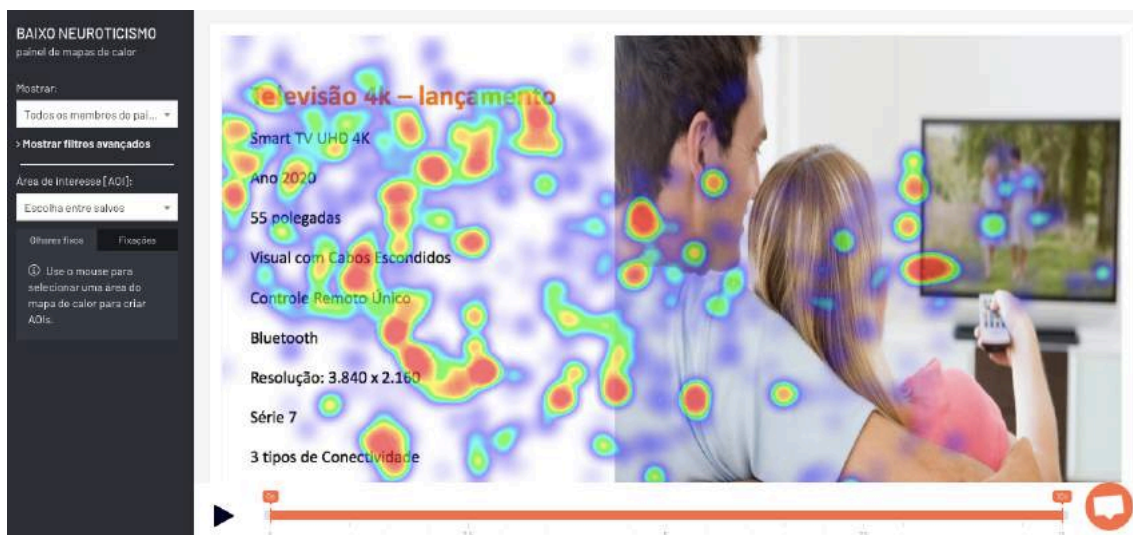 BAIXO NEUROTICISMO
painel de mapas de calor
Mostrar:
Todos os membros do pai...
> Mostrar filtros avançados
Área de interesse [AOI]:
Escolha entre salvos
Olhares fixos Fixações
Use o mouse para
selecionar uma área do
mapa de calor para criar
AOIs.
Televisão 4k – lançamento
Smart TV UHD 4K
Ano 2020
55 polegadas
Visual com Cabos Escondidos
Controle Remoto Único
Bluetooth
Resolução: 3.840 x 2.160
Série 7
3 tipos de Conectividade